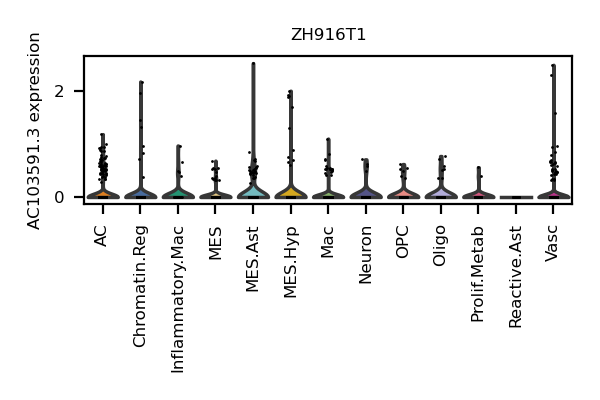 ZH916T1
AC103591.3 expression
2
0
AC
Chromatin.Reg
Inflammatory.Mac
MES
MES.Ast
MES.Hyp
Mac
Neuron
OPC
Oligo
Prolif.Metab
Reactive.Ast
Vasc